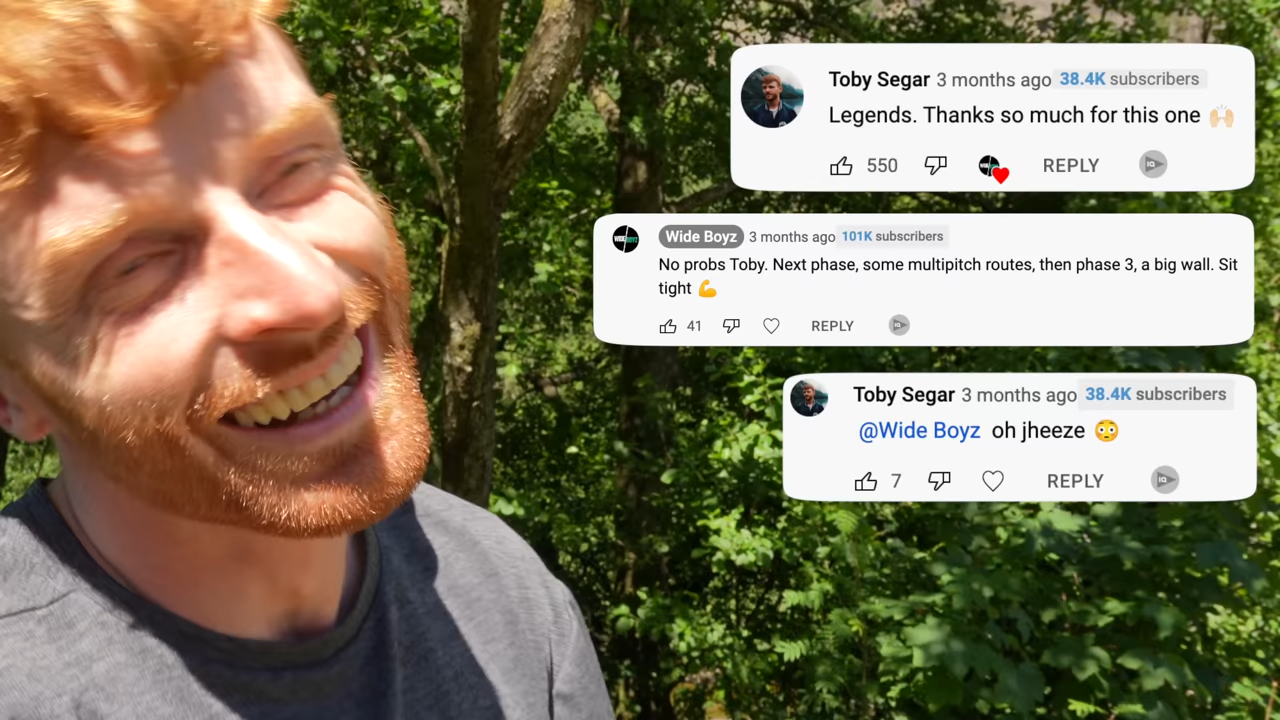 Toby Segar 3 months ago 38.4K subscribers
Legends. Thanks so much for this one 🙌🏻
550 REPLY
Wide Boyz 3 months ago 101K subscribers
No probs Toby. Next phase, some multipitch routes, then phase 3, a big wall. Sit
tight 💪
41 REPLY
Toby Segar 3 months ago 38.4K subscribers
@Wide Boyz oh jheeze 😳
7 REPLY